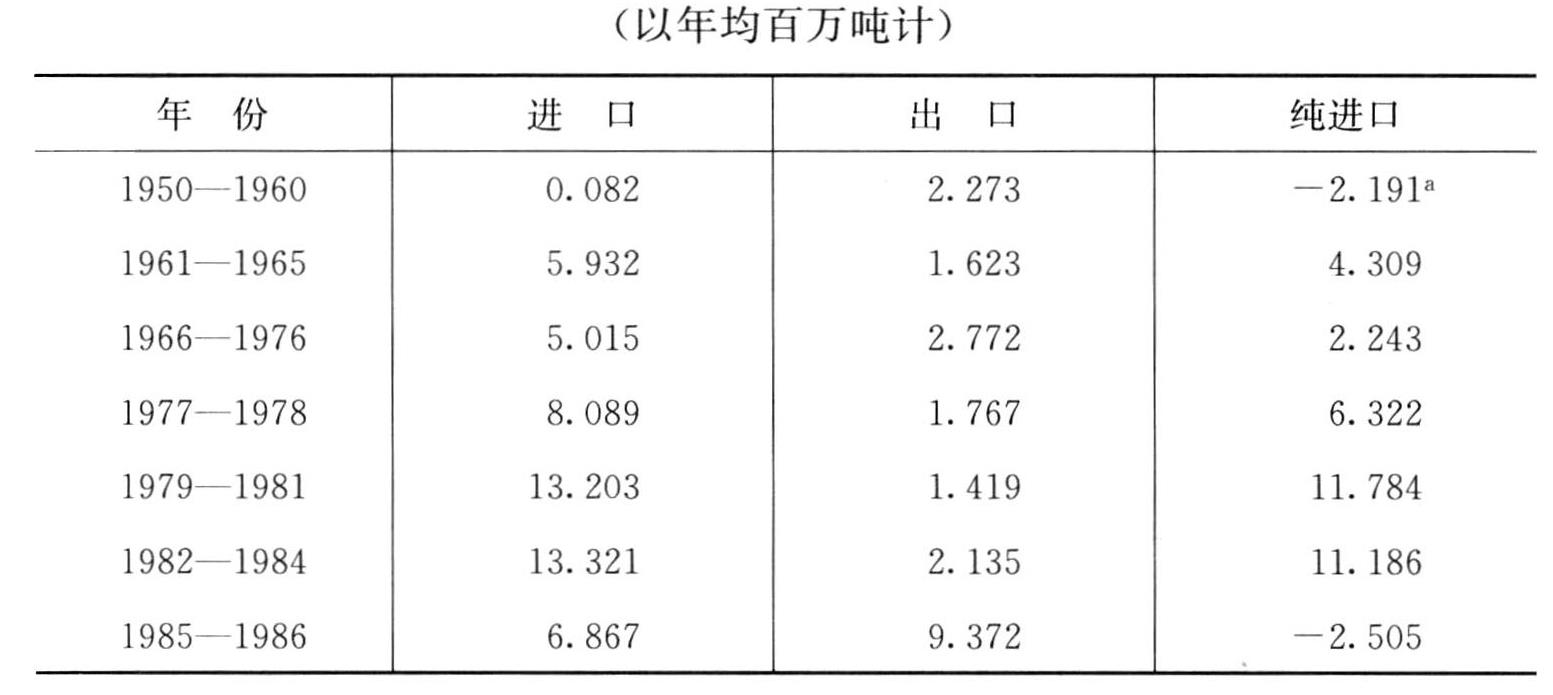 （以年均百万吨计）
年 份 进 口 出 口 纯进口
1950—1960 0.082 2.273 －2.191ᵃ
1961—1965 5.932 1.623 4.309
1966—1976 5.015 2.772 2.243
1977—1978 8.089 1.767 6.322
1979—1981 13.203 1.419 11.784
1982—1984 13.321 2.135 11.186
1985—1986 6.867 9.372 －2.505